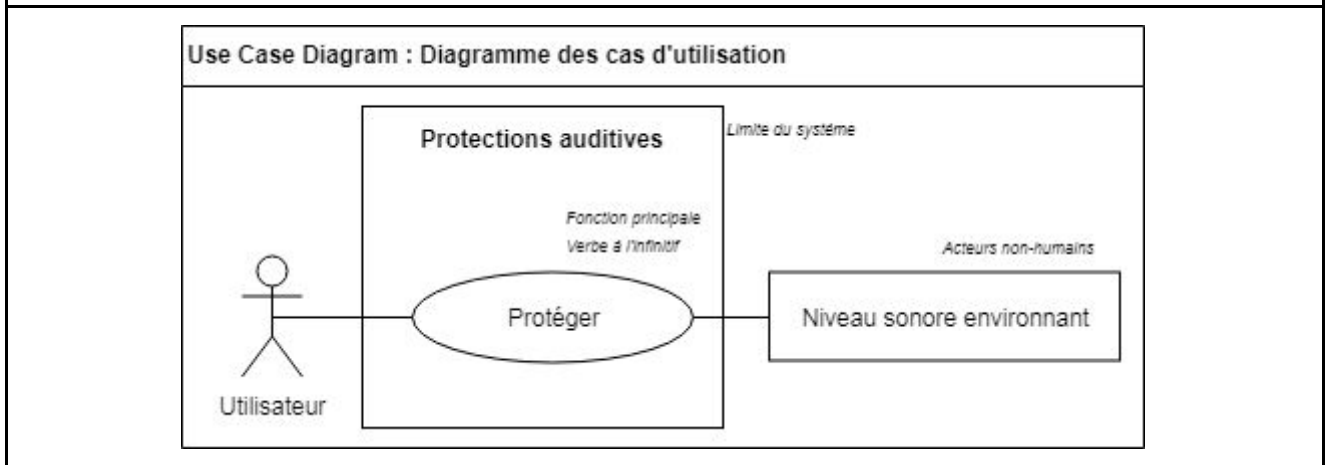 Use Case Diagram : Diagramme des cas d'utilisation
Protections auditives
Limite du système
Fonction principale
Verbe à l'infinitif
Acteurs non-humains
Protéger
Niveau sonore environnant
Utilisateur